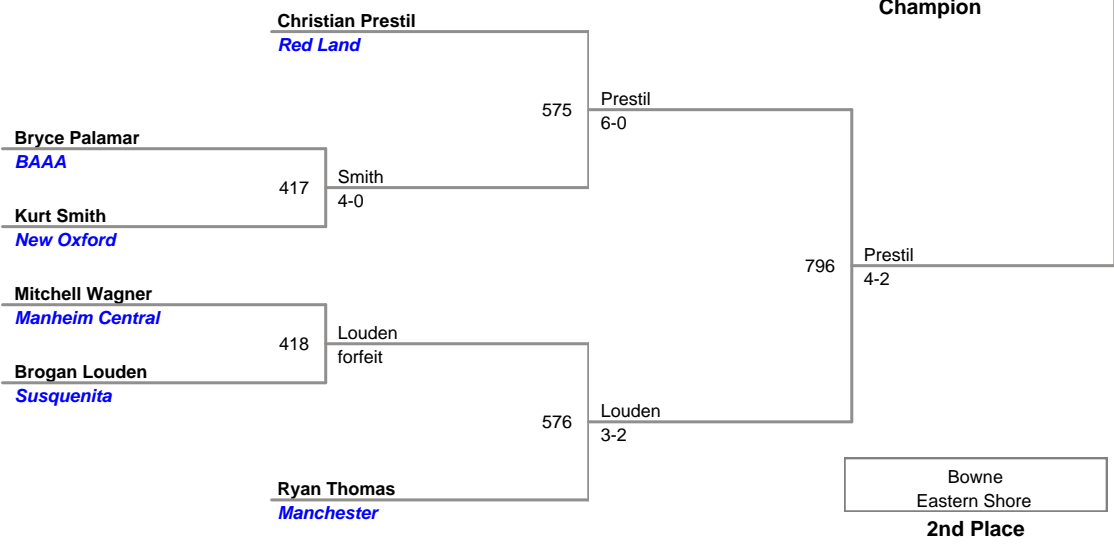 Champion
Christian Prestil
Red Land
575
Prestil
6-0
Bryce Palamar
BAAA
417
Smith
4-0
Kurt Smith
New Oxford
796
Prestil
4-2
Mitchell Wagner
Manheim Central
418
Louden
forfeit
Brogan Louden
Susquenita
576
Louden
3-2
Ryan Thomas
Manchester
Bowne
Eastern Shore
2nd Place